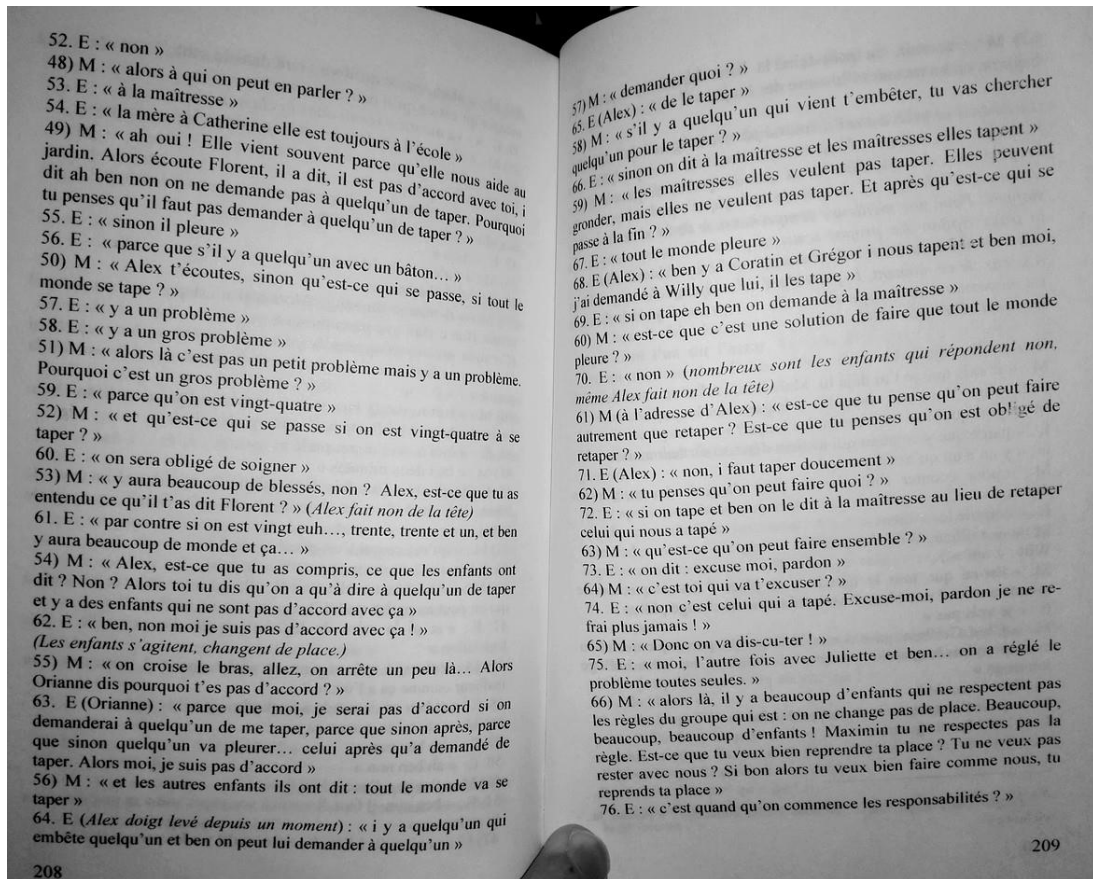 52. E : « non »
48) M : « alors à qui on peut en parler ? »
53. E : « à la maîtresse »
54. E : « la mère à Catherine elle est toujours à l'école »
49) M : « ah oui ! Elle vient souvent parce qu'elle nous aide au
jardin. Alors écoute Florent, il a dit, il est pas d'accord avec toi, i
dit ah ben non on ne demande pas à quelqu'un de taper. Pourquoi
tu penses qu'il faut pas demander à quelqu'un de taper ? »
55. E : « sinon il pleure »
56. E : « parce que s'il y a quelqu'un avec un bâton… »
50) M : « Alex t'écoutes, sinon qu'est-ce qui se passe, si tout le
monde se tape ? »
57. E : « y a un problème »
58. E : « y a un gros problème »
51) M : « alors là c'est pas un petit problème mais y a un problème.
Pourquoi c'est un gros problème ? »
59. E : « parce qu'on est vingt-quatre »
52) M : « et qu'est-ce qui se passe si on est vingt-quatre à se
taper ? »
60. E : « on sera obligé de soigner »
53) M : « y aura beaucoup de blessés, non ? Alex, est-ce que tu as
entendu ce qu'il t'as dit Florent ? » (Alex fait non de la tête)
61. E : « par contre si on est vingt euh…, trente, trente et un, et ben
y aura beaucoup de monde et ça… »
54) M : « Alex, est-ce que tu as compris, ce que les enfants ont
dit ? Non ? Alors toi tu dis qu'on a qu'à dire à quelqu'un de taper
et y a des enfants qui ne sont pas d'accord avec ça »
62. E : « ben, non moi je suis pas d'accord avec ça ! »
(Les enfants s'agitent, changent de place.)
55) M : « on croise le bras, allez, on arrête un peu là… Alors
Orianne dis pourquoi t'es pas d'accord ? »
63. E (Orianne) : « parce que moi, je serai pas d'accord si on
demanderai à quelqu'un de me taper, parce que sinon après, parce
que sinon quelqu'un va pleurer… celui après qu'a demandé de
taper. Alors moi, je suis pas d'accord »
56) M : « et les autres enfants ils ont dit : tout le monde va se
taper »
64. E (Alex doigt levé depuis un moment) : « i y a quelqu'un qui
embête quelqu'un et ben on peut lui demander à quelqu'un »
208
57) M : « demander quoi ? »
65. E (Alex) : « de le taper »
58) M : « s'il y a quelqu'un qui vient t'embêter, tu vas chercher
quelqu'un pour le taper ? »
66. E : « sinon on dit à la maîtresse et les maîtresses elles tapent »
59) M : « les maîtresses elles veulent pas taper. Elles peuvent
gronder, mais elles ne veulent pas taper. Et après qu'est-ce qui se
passe à la fin ? »
67. E : « tout le monde pleure »
68. E (Alex) : « ben y a Coratin et Grégor i nous tapent et ben moi,
j'ai demandé à Willy que lui, il les tape »
69. E : « si on tape eh ben on demande à la maîtresse »
60) M : « est-ce que c'est une solution de faire que tout le monde
pleure ? »
70. E : « non » (nombreux sont les enfants qui répondent non,
même Alex fait non de la tête)
61) M (à l'adresse d'Alex) : « est-ce que tu pense qu'on peut faire
autrement que retaper ? Est-ce que tu penses qu'on est obligé de
retaper ? »
71. E (Alex) : « non, i faut taper doucement »
62) M : « tu penses qu'on peut faire quoi ? »
72. E : « si on tape et ben on le dit à la maîtresse au lieu de retaper
celui qui nous a tapé »
63) M : « qu'est-ce qu'on peut faire ensemble ? »
73. E : « on dit : excuse moi, pardon »
64) M : « c'est toi qui va t'excuser ? »
74. E : « non c'est celui qui a tapé. Excuse-moi, pardon je ne re-
frai plus jamais ! »
65) M : « Donc on va dis-cu-ter ! »
75. E : « moi, l'autre fois avec Juliette et ben… on a réglé le
problème toutes seules. »
66) M : « alors là, il y a beaucoup d'enfants qui ne respectent pas
les règles du groupe qui est : on ne change pas de place. Beaucoup,
beaucoup, beaucoup d'enfants ! Maximin tu ne respectes pas la
règle. Est-ce que tu veux bien reprendre ta place ? Tu ne veux pas
rester avec nous ? Si bon alors tu veux bien faire comme nous, tu
reprends ta place »
76. E : « c'est quand qu'on commence les responsabilités ? »
209